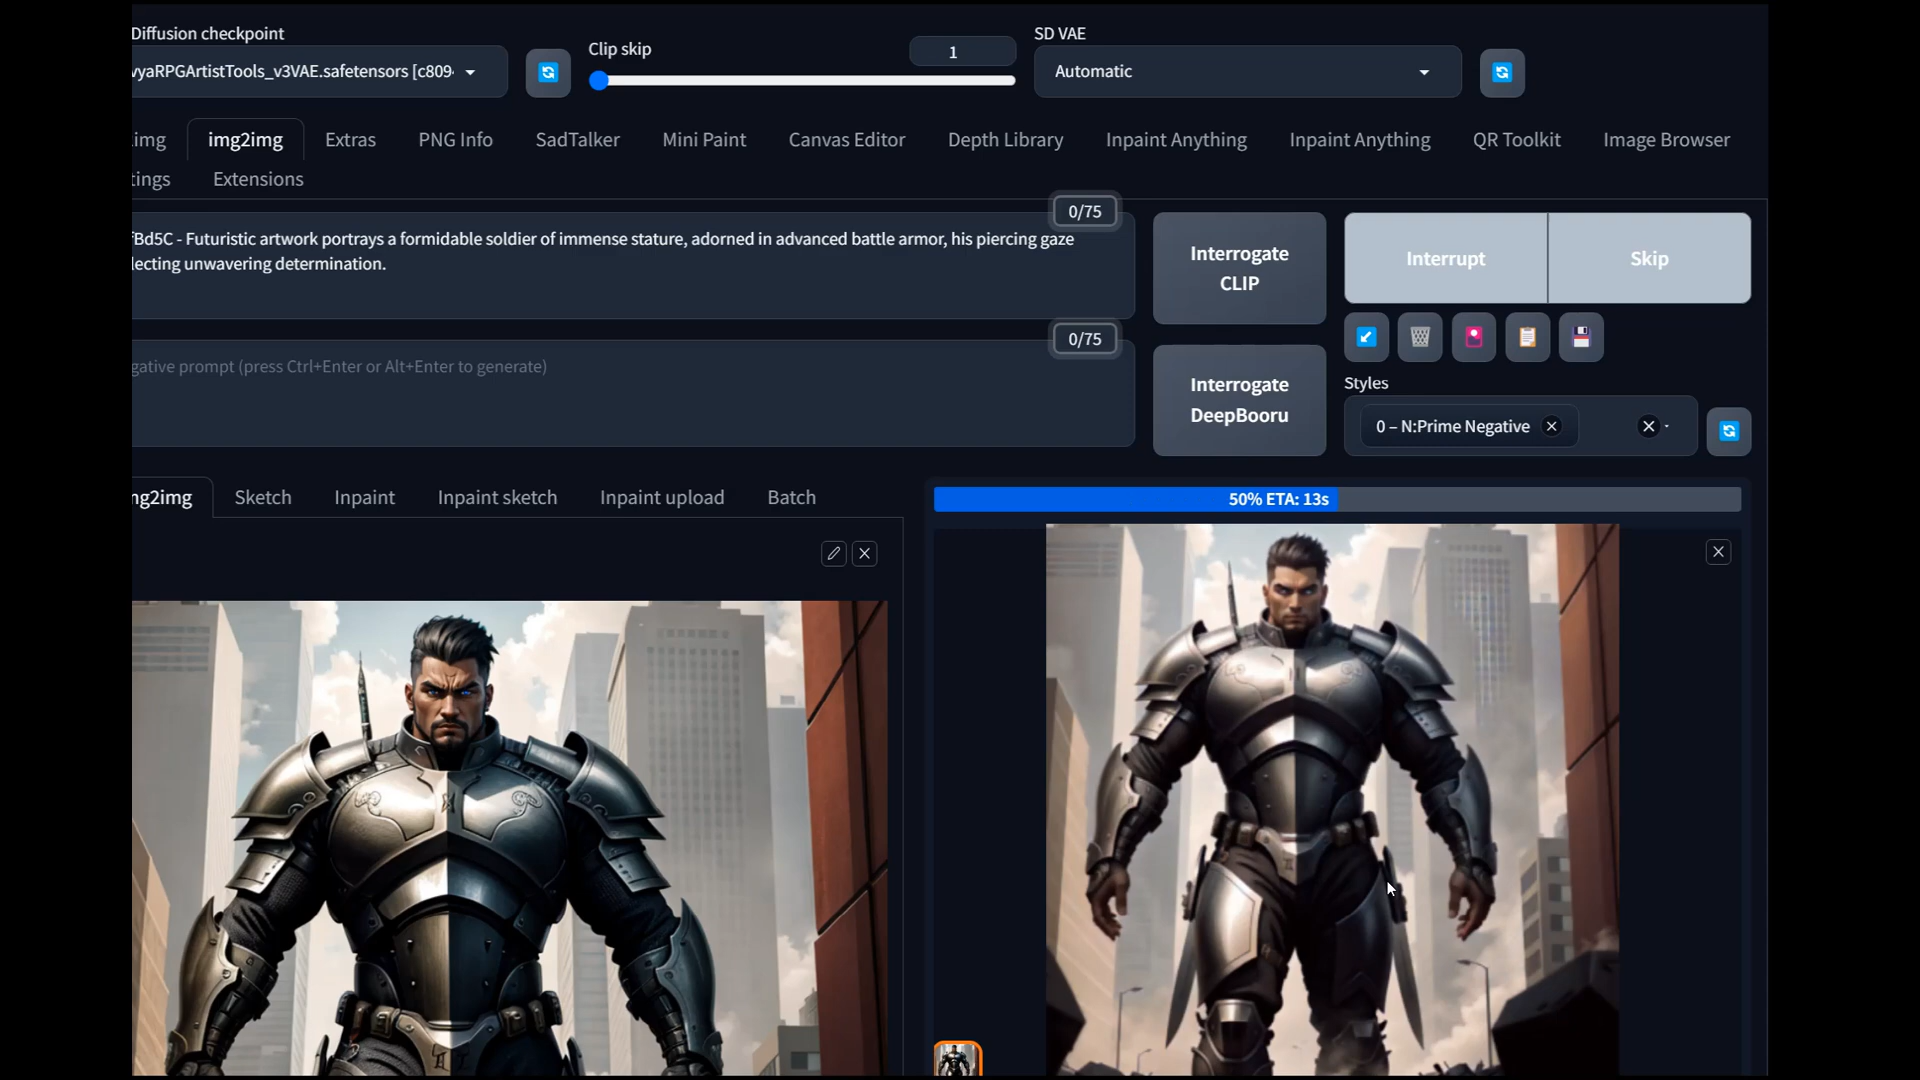 Diffusion checkpoint
vyaRPGArtistTools_v3VAE.safetensors [c809
Clip skip
1
SD VAE
Automatic
img
img2img
Extras
PNG Info
SadTalker
Mini Paint
Canvas Editor
Depth Library
Inpaint Anything
Inpaint Anything
QR Toolkit
Image Browser
tings
Extensions
0/75
fBd5C - Futuristic artwork portrays a formidable soldier of immense stature, adorned in advanced battle armor, his piercing gaze
lecting unwavering determination.
Interrogate
CLIP
Interrupt
Skip
0/75
gative prompt (press Ctrl+Enter or Alt+Enter to generate)
Interrogate
DeepBooru
Styles
0 – N:Prime Negative
ng2img
Sketch
Inpaint
Inpaint sketch
Inpaint upload
Batch
50% ETA: 13s